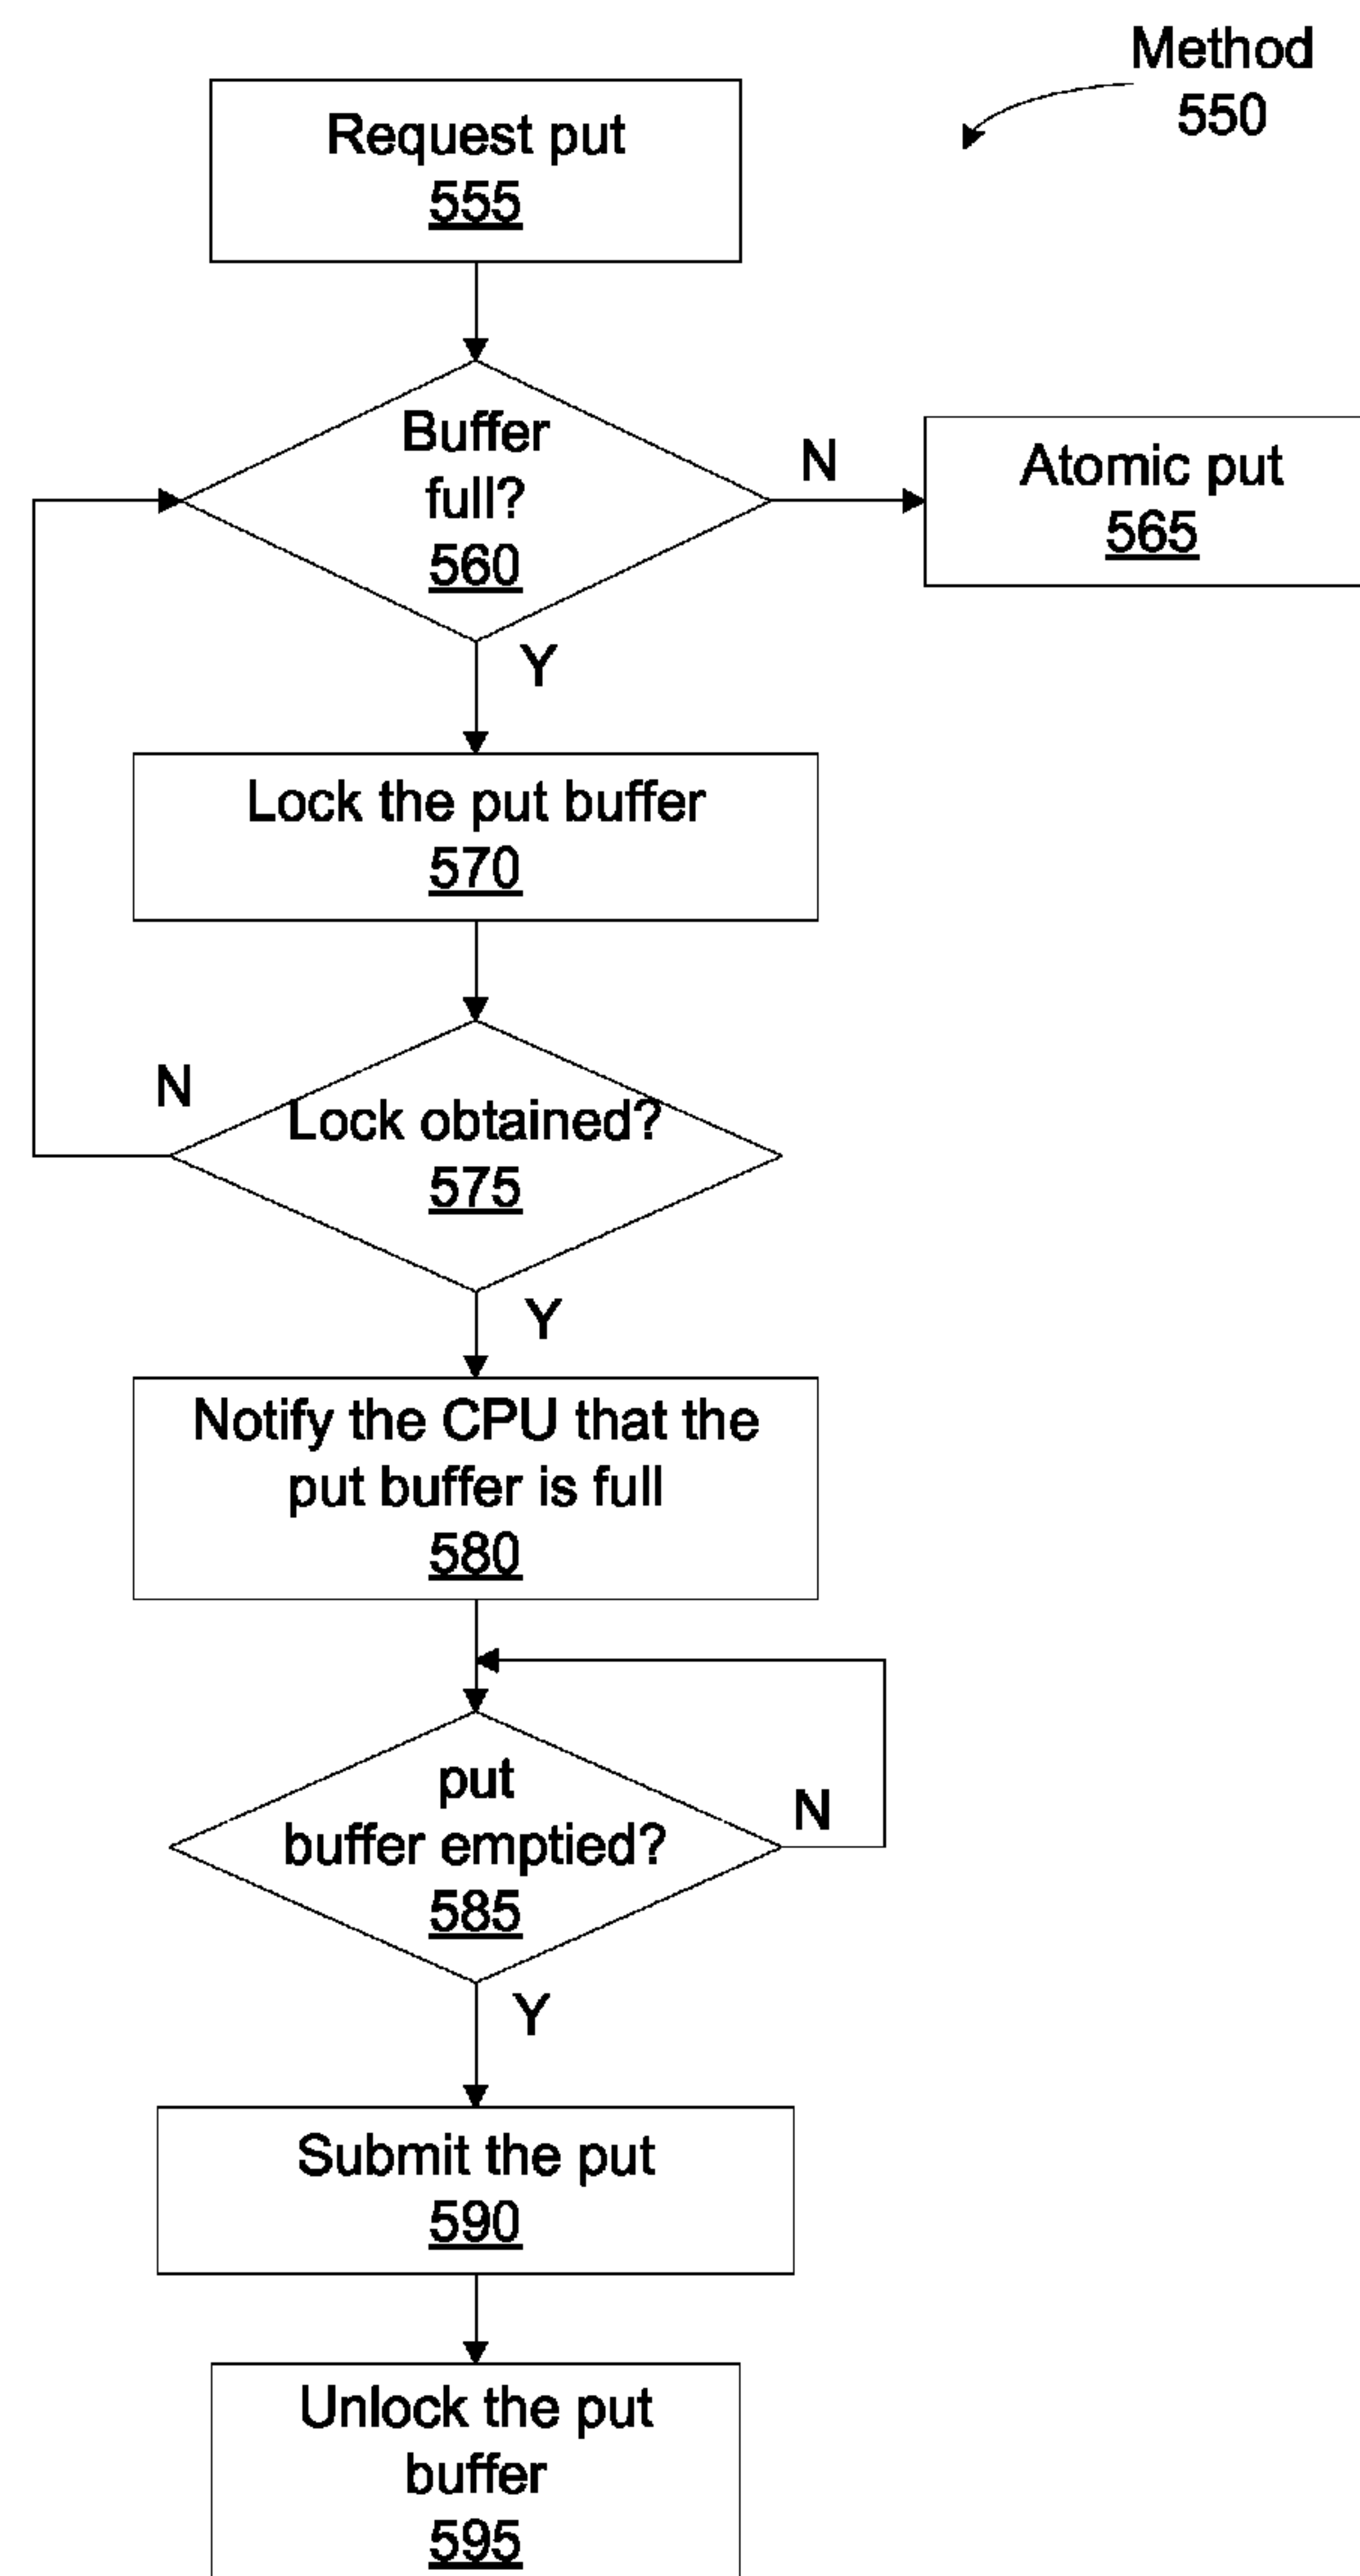 Method
550
Request put
555
Buffer
full?
560
N
Atomic put
565
Y
Lock the put buffer
570
N
Lock obtained?
575
Y
Notify the CPU that the
put buffer is full
580
put
buffer emptied?
585
N
Y
Submit the put
590
Unlock the put
buffer
595